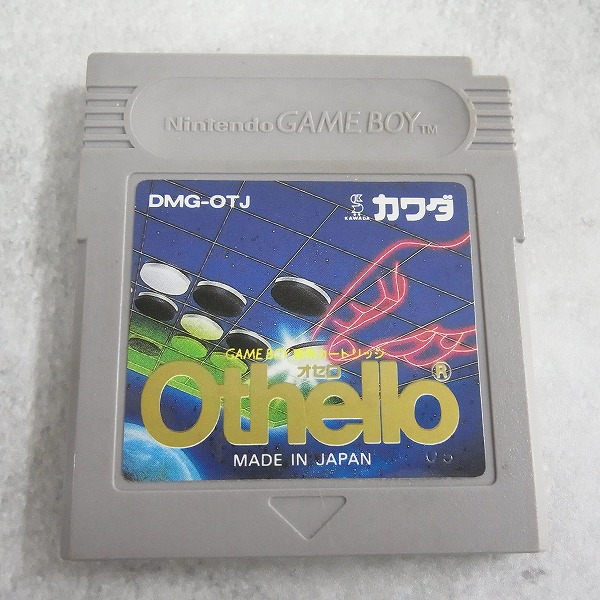 Nintendo GAME BOY TM
DMG-OTJ
KAWADA カワダ
GAME BOY 専用カートリッジ
オセロ
Othello ®
MADE IN JAPAN